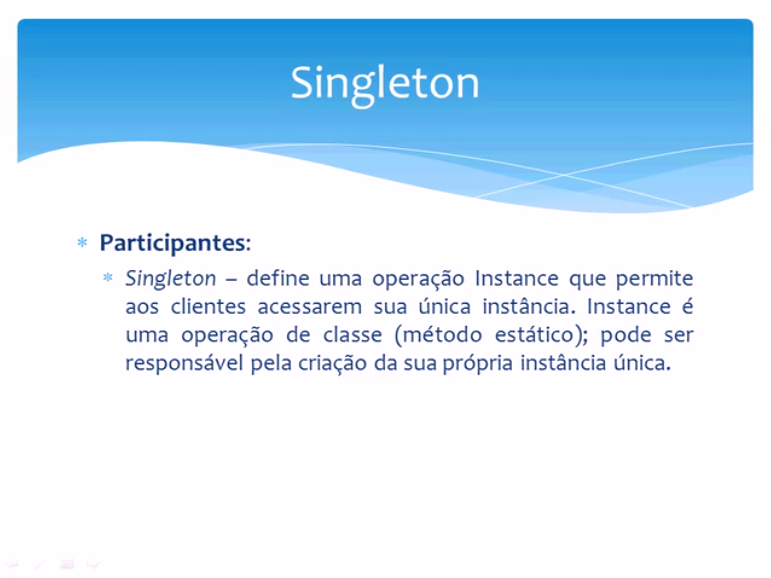 Singleton
Participantes:
Singleton – define uma operação Instance que permite
aos clientes acessarem sua única instância. Instance é
uma operação de classe (método estático); pode ser
responsável pela criação da sua própria instância única.